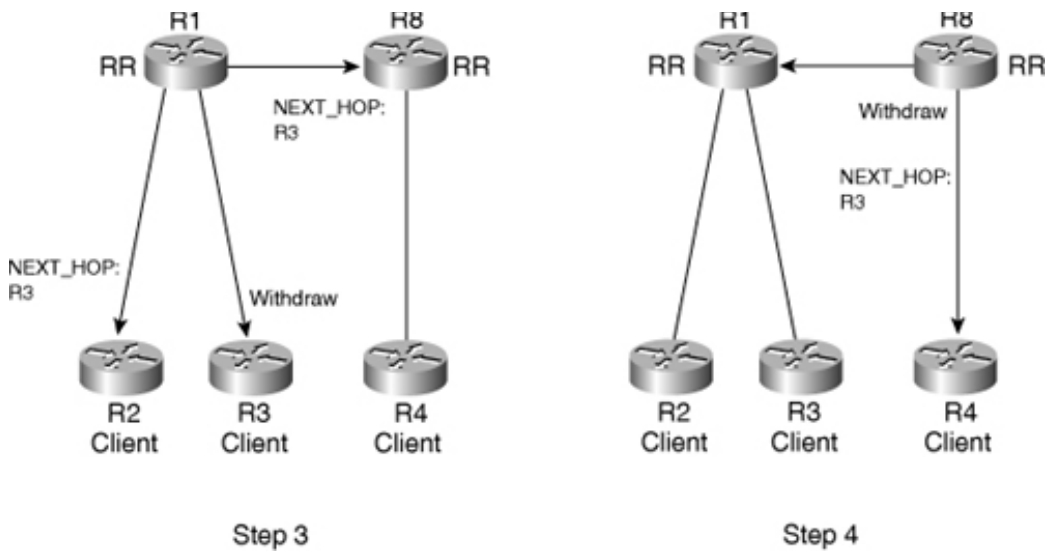 R1
R8
RR
RR
NEXT_HOP:
R3
NEXT_HOP:
R3
Withdraw
R2
Client
R3
Client
R4
Client
Step 3
R1
R8
RR
RR
Withdraw
NEXT_HOP:
R3
R2
Client
R3
Client
R4
Client
Step 4